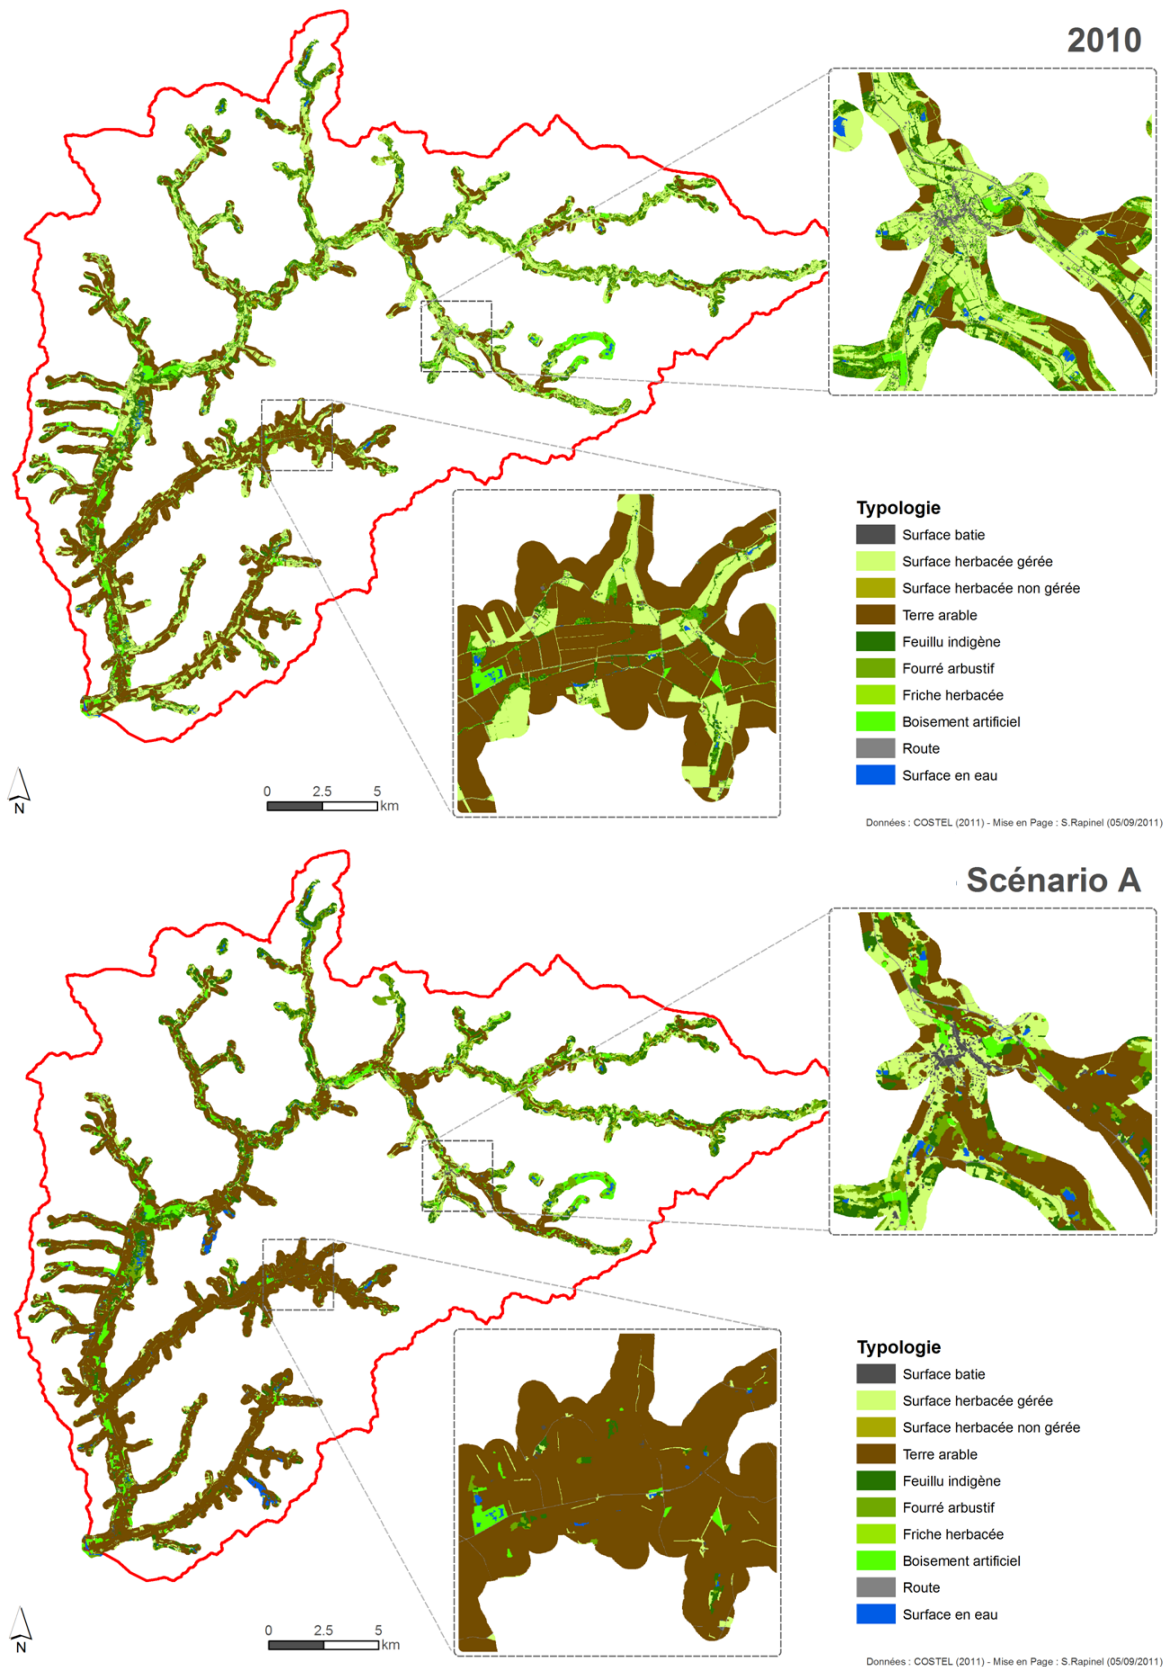 2010
Typologie
Surface batie
Surface herbacée gérée
Surface herbacée non gérée
Terre arable
Feuillu indigène
Fourré arbustif
Friche herbacée
Boisement artificiel
Route
Surface en eau
N
0 2.5 5
km
Données : COSTEL (2011) - Mise en Page : S.Rapinel (05/09/2011)
Scénario A
Typologie
Surface batie
Surface herbacée gérée
Surface herbacée non gérée
Terre arable
Feuillu indigène
Fourré arbustif
Friche herbacée
Boisement artificiel
Route
Surface en eau
N
0 2.5 5
km
Données : COSTEL (2011) - Mise en Page : S.Rapinel (05/09/2011)